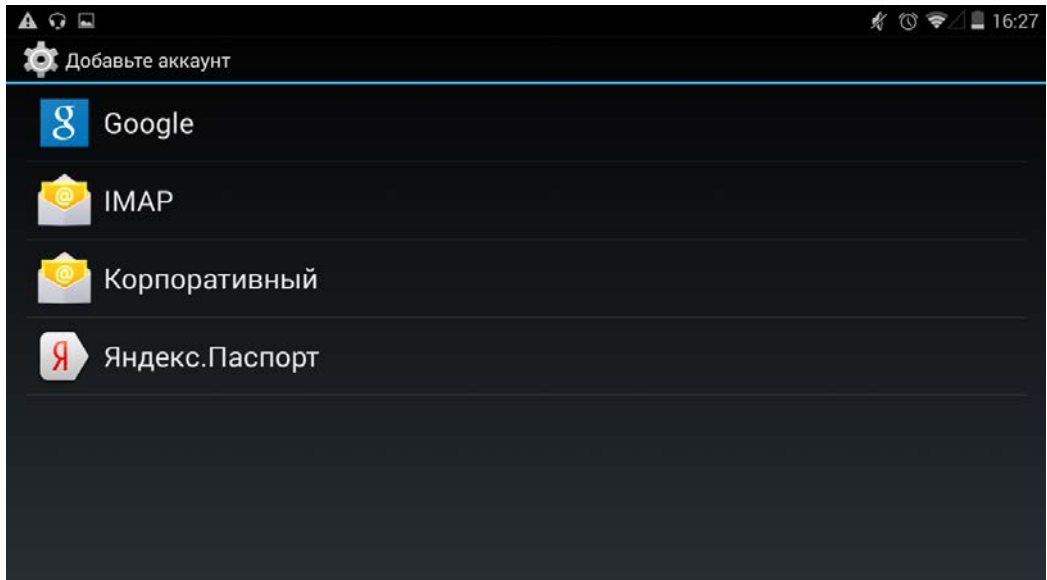 16:27
Добавьте аккаунт
g Google
@ IMAP
@ Корпоративный
Я Яндекс.Паспорт